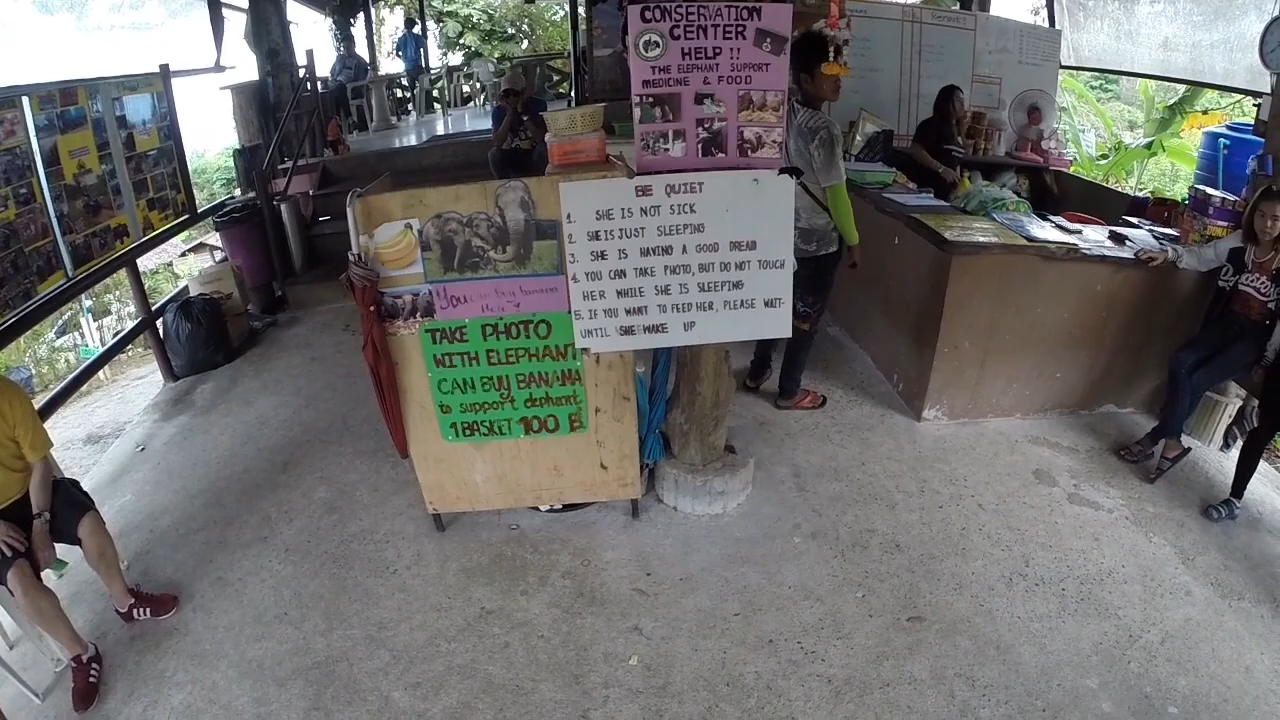 CONSERVATION
CENTER
HELP !!
THE ELEPHANT SUPPORT
MEDICINE & FOOD
BE QUIET
1. SHE IS NOT SICK
2. SHE IS JUST SLEEPING
3. SHE IS HAVING A GOOD DREAM
4. YOU CAN TAKE PHOTO, BUT DO NOT TOUCH
HER WHILE SHE IS SLEEPING
5. IF YOU WANT TO FEED HER, PLEASE WAIT-
UNTIL SHE WAKE UP
You can buy banana
Here
TAKE PHOTO
WITH ELEPHANT
CAN BUY BANANA
to support elephant
1 BASKET 100 B